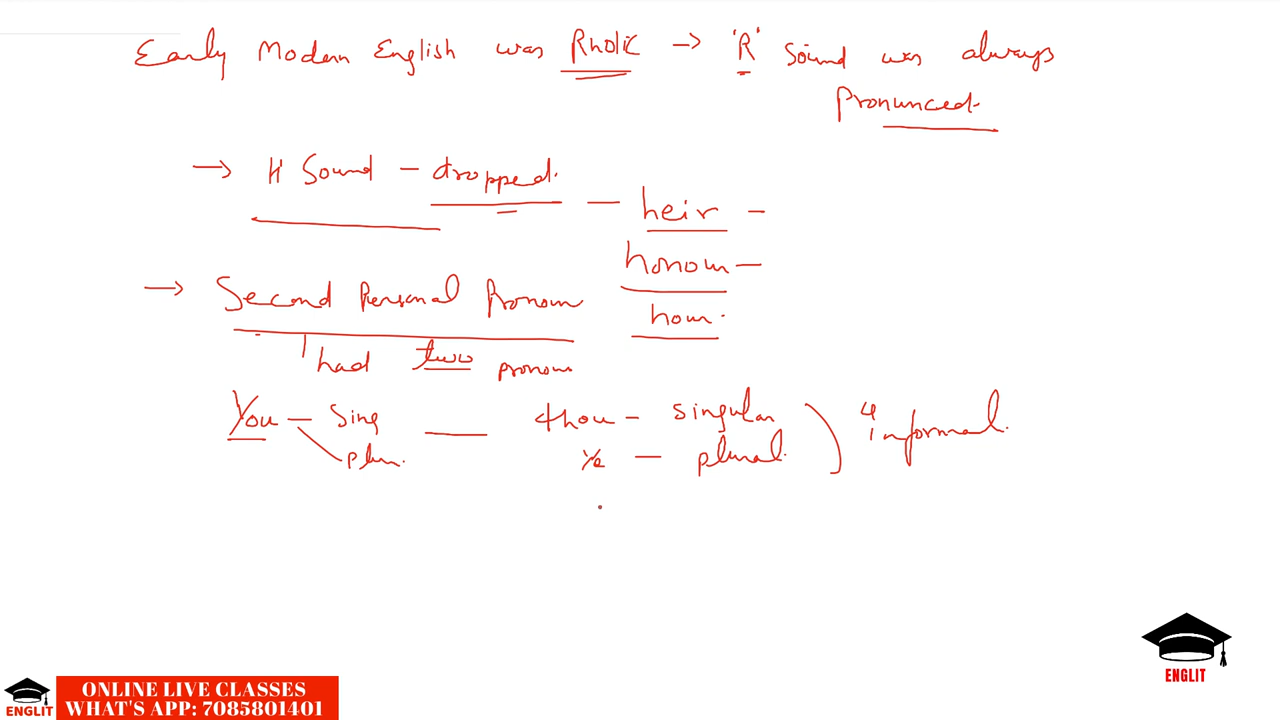 Early Modern English was Rhotic → 'R' Sound was always
Pronunced.
→ H Sound – dropped. – heir –
honour –
hour.
→ Second Personal Pronoun
had two pronoun
You – Sing — thou – singular
plur. Ye – plural. informal.
ENGLIT
ENGLIT
ONLINE LIVE CLASSES
WHAT'S APP: 7085801401